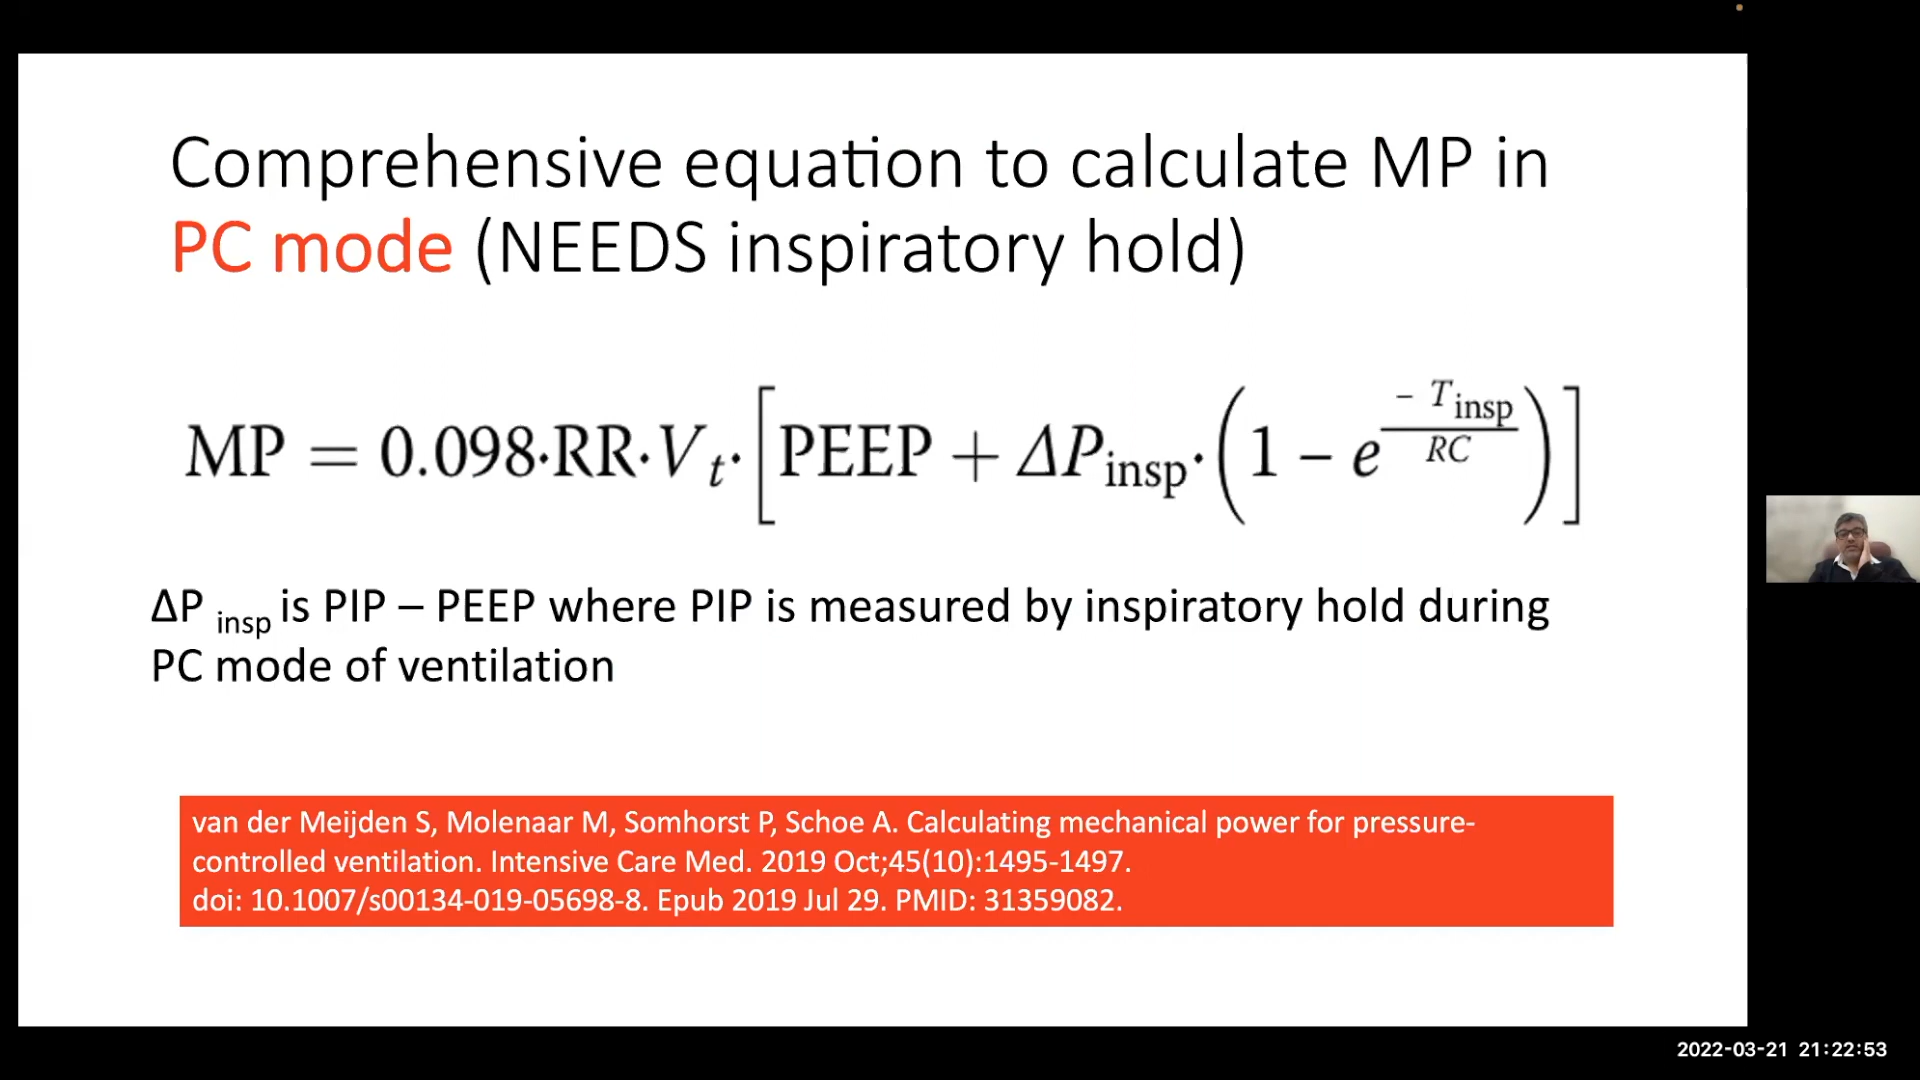 Comprehensive equation to calculate MP in
PC mode (NEEDS inspiratory hold)
MP = 0.098·RR·V_t·[PEEP + ΔP_insp·(1 − e^(−T_insp/RC))]
ΔP insp is PIP – PEEP where PIP is measured by inspiratory hold during
PC mode of ventilation
van der Meijden S, Molenaar M, Somhorst P, Schoe A. Calculating mechanical power for pressure-
controlled ventilation. Intensive Care Med. 2019 Oct;45(10):1495-1497.
doi: 10.1007/s00134-019-05698-8. Epub 2019 Jul 29. PMID: 31359082.
2022-03-21 21:22:53